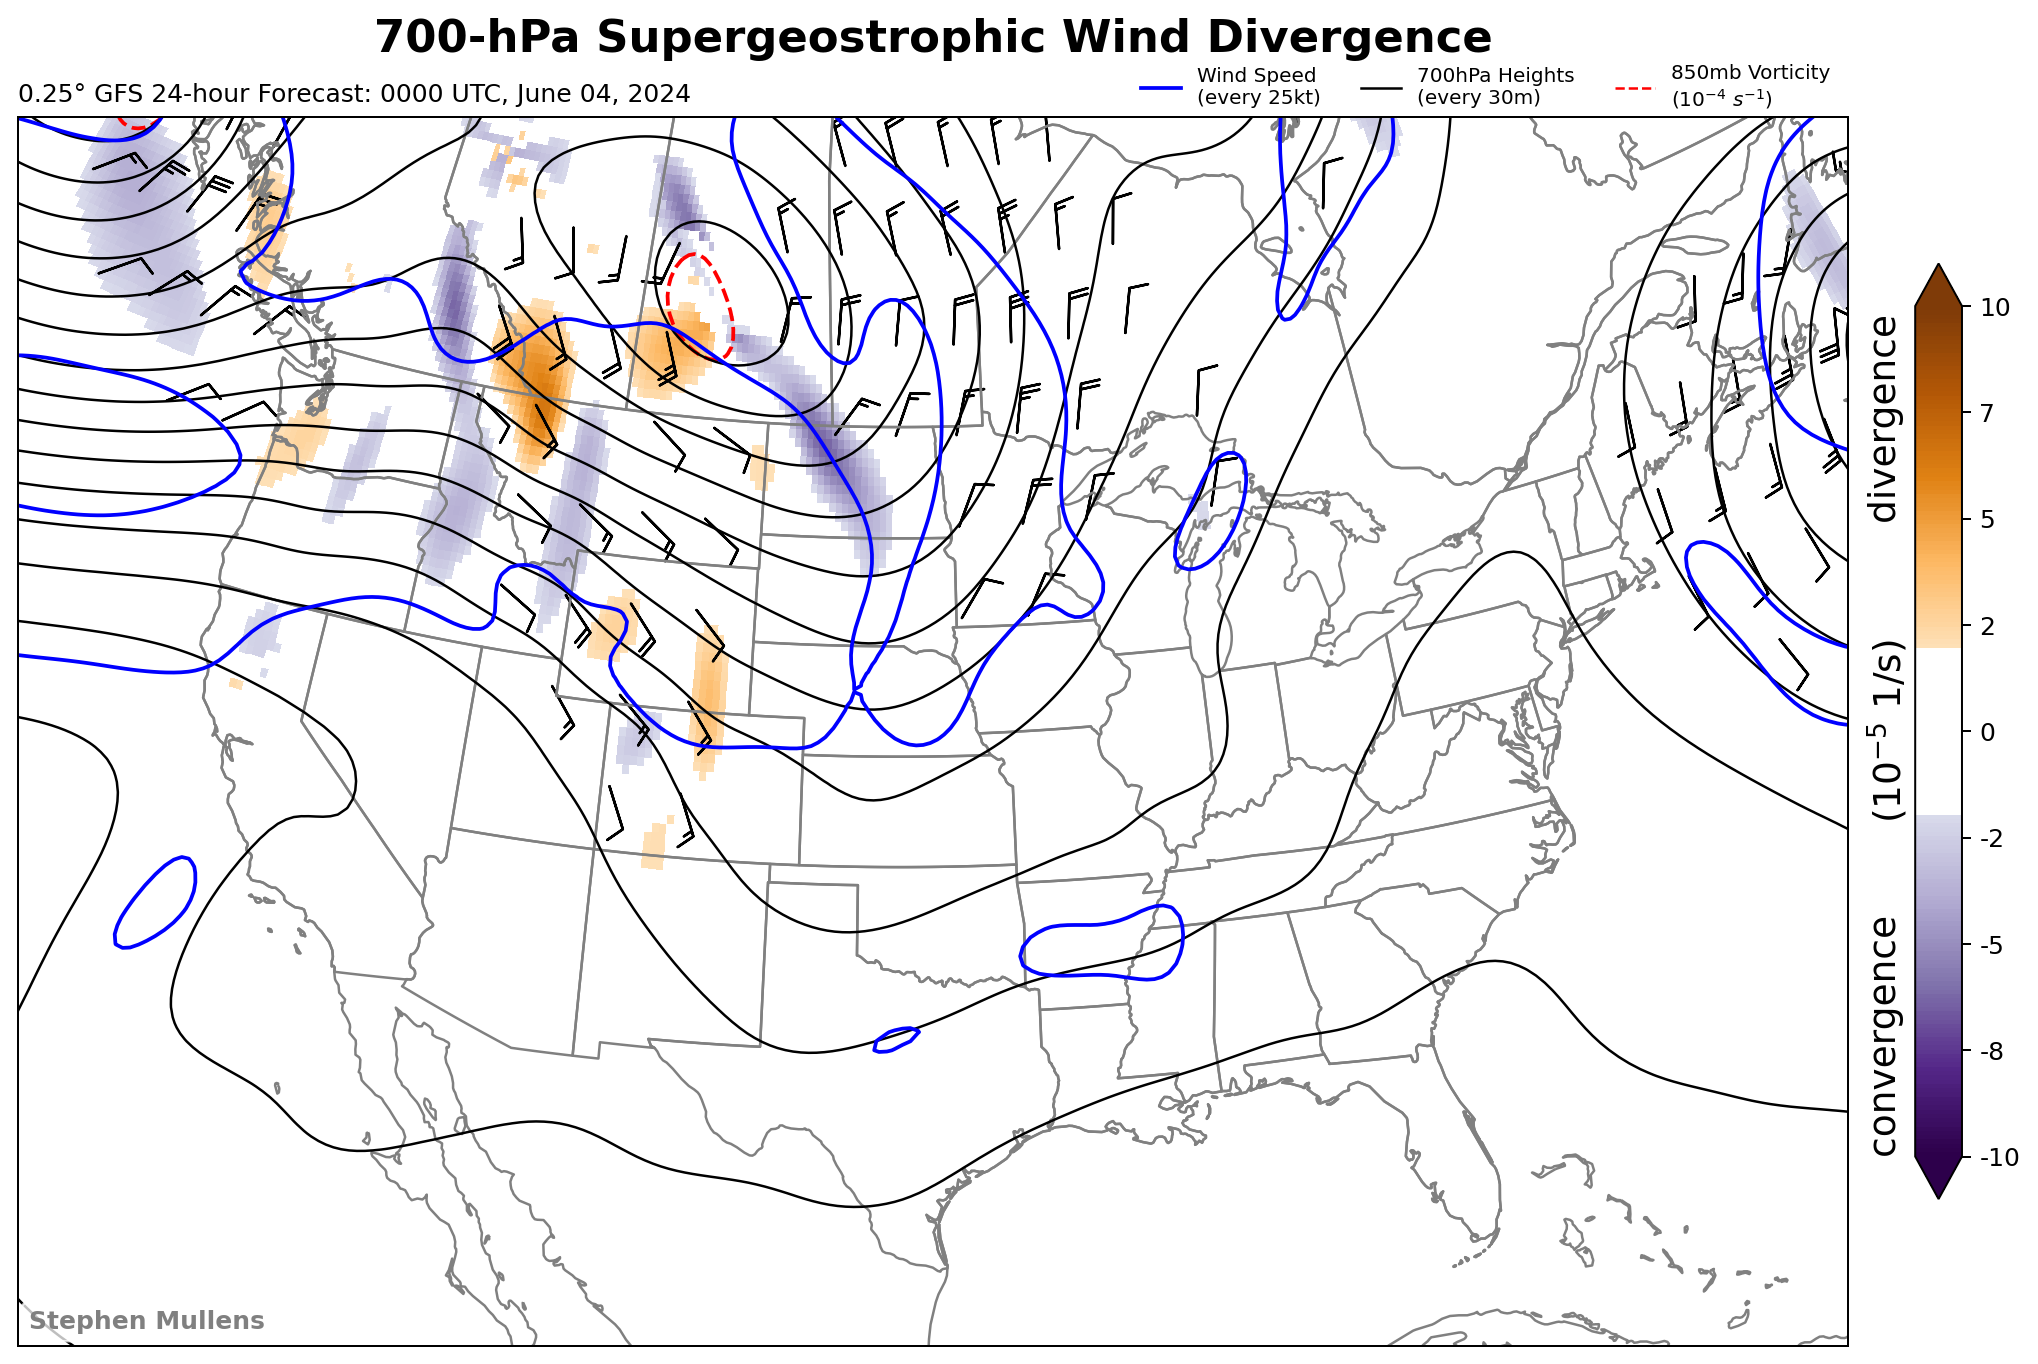 700-hPa Supergeostrophic Wind Divergence
0.25° GFS 24-hour Forecast: 0000 UTC, June 04, 2024
Wind Speed
(every 25kt)
700hPa Heights
(every 30m)
850mb Vorticity
(10⁻⁴ s⁻¹)
10
7
5
2
0
-2
-5
-8
-10
convergence (10⁻⁵ 1/s) divergence
Stephen Mullens